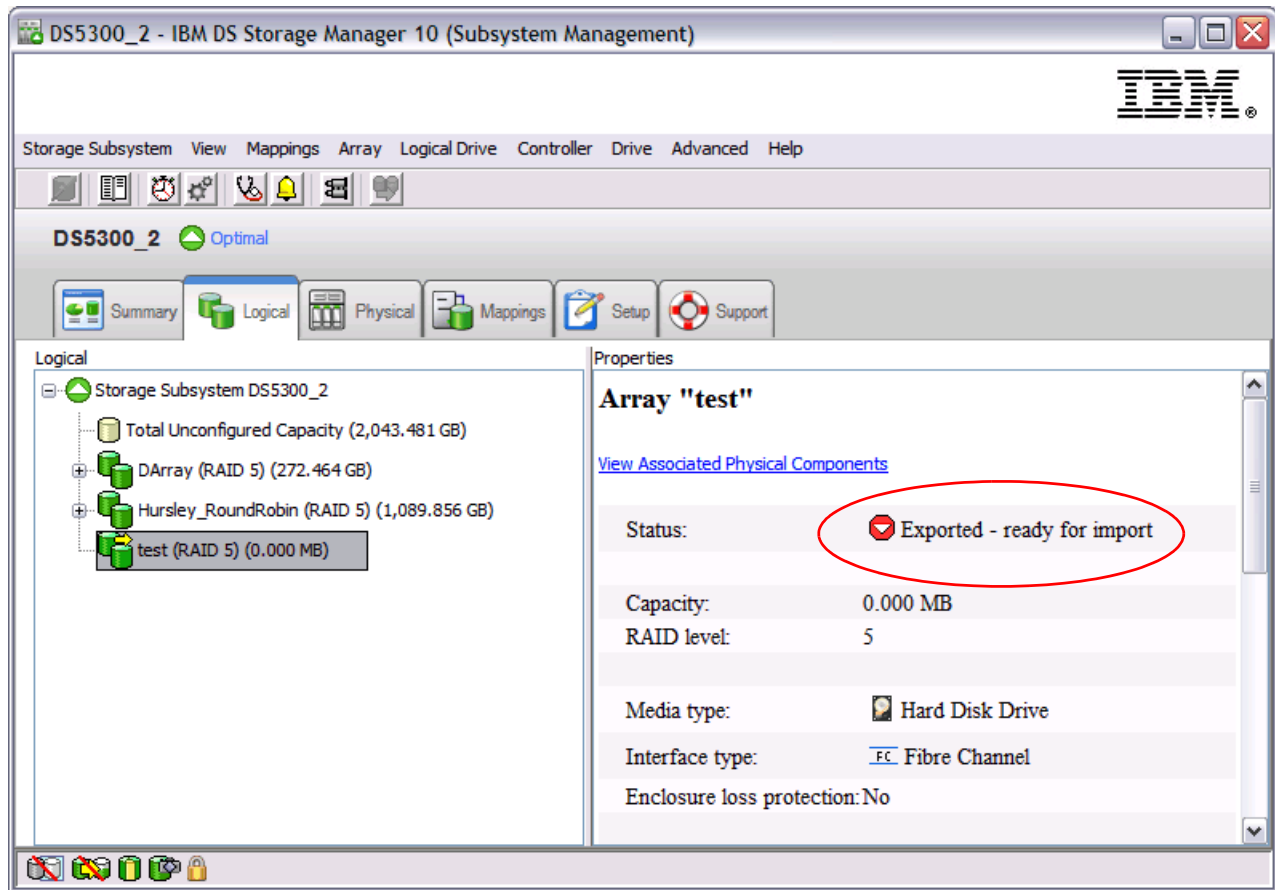 DS5300_2 - IBM DS Storage Manager 10 (Subsystem Management)
IBM®
Storage Subsystem View Mappings Array Logical Drive Controller Drive Advanced Help
DS5300_2 Optimal
Summary Logical Physical Mappings Setup Support
Logical
Storage Subsystem DS5300_2
Total Unconfigured Capacity (2,043.481 GB)
DArray (RAID 5) (272.464 GB)
Hursley_RoundRobin (RAID 5) (1,089.856 GB)
test (RAID 5) (0.000 MB)
Properties
Array "test"
View Associated Physical Components
Status: Exported - ready for import
Capacity: 0.000 MB
RAID level: 5
Media type: Hard Disk Drive
Interface type: FC Fibre Channel
Enclosure loss protection: No